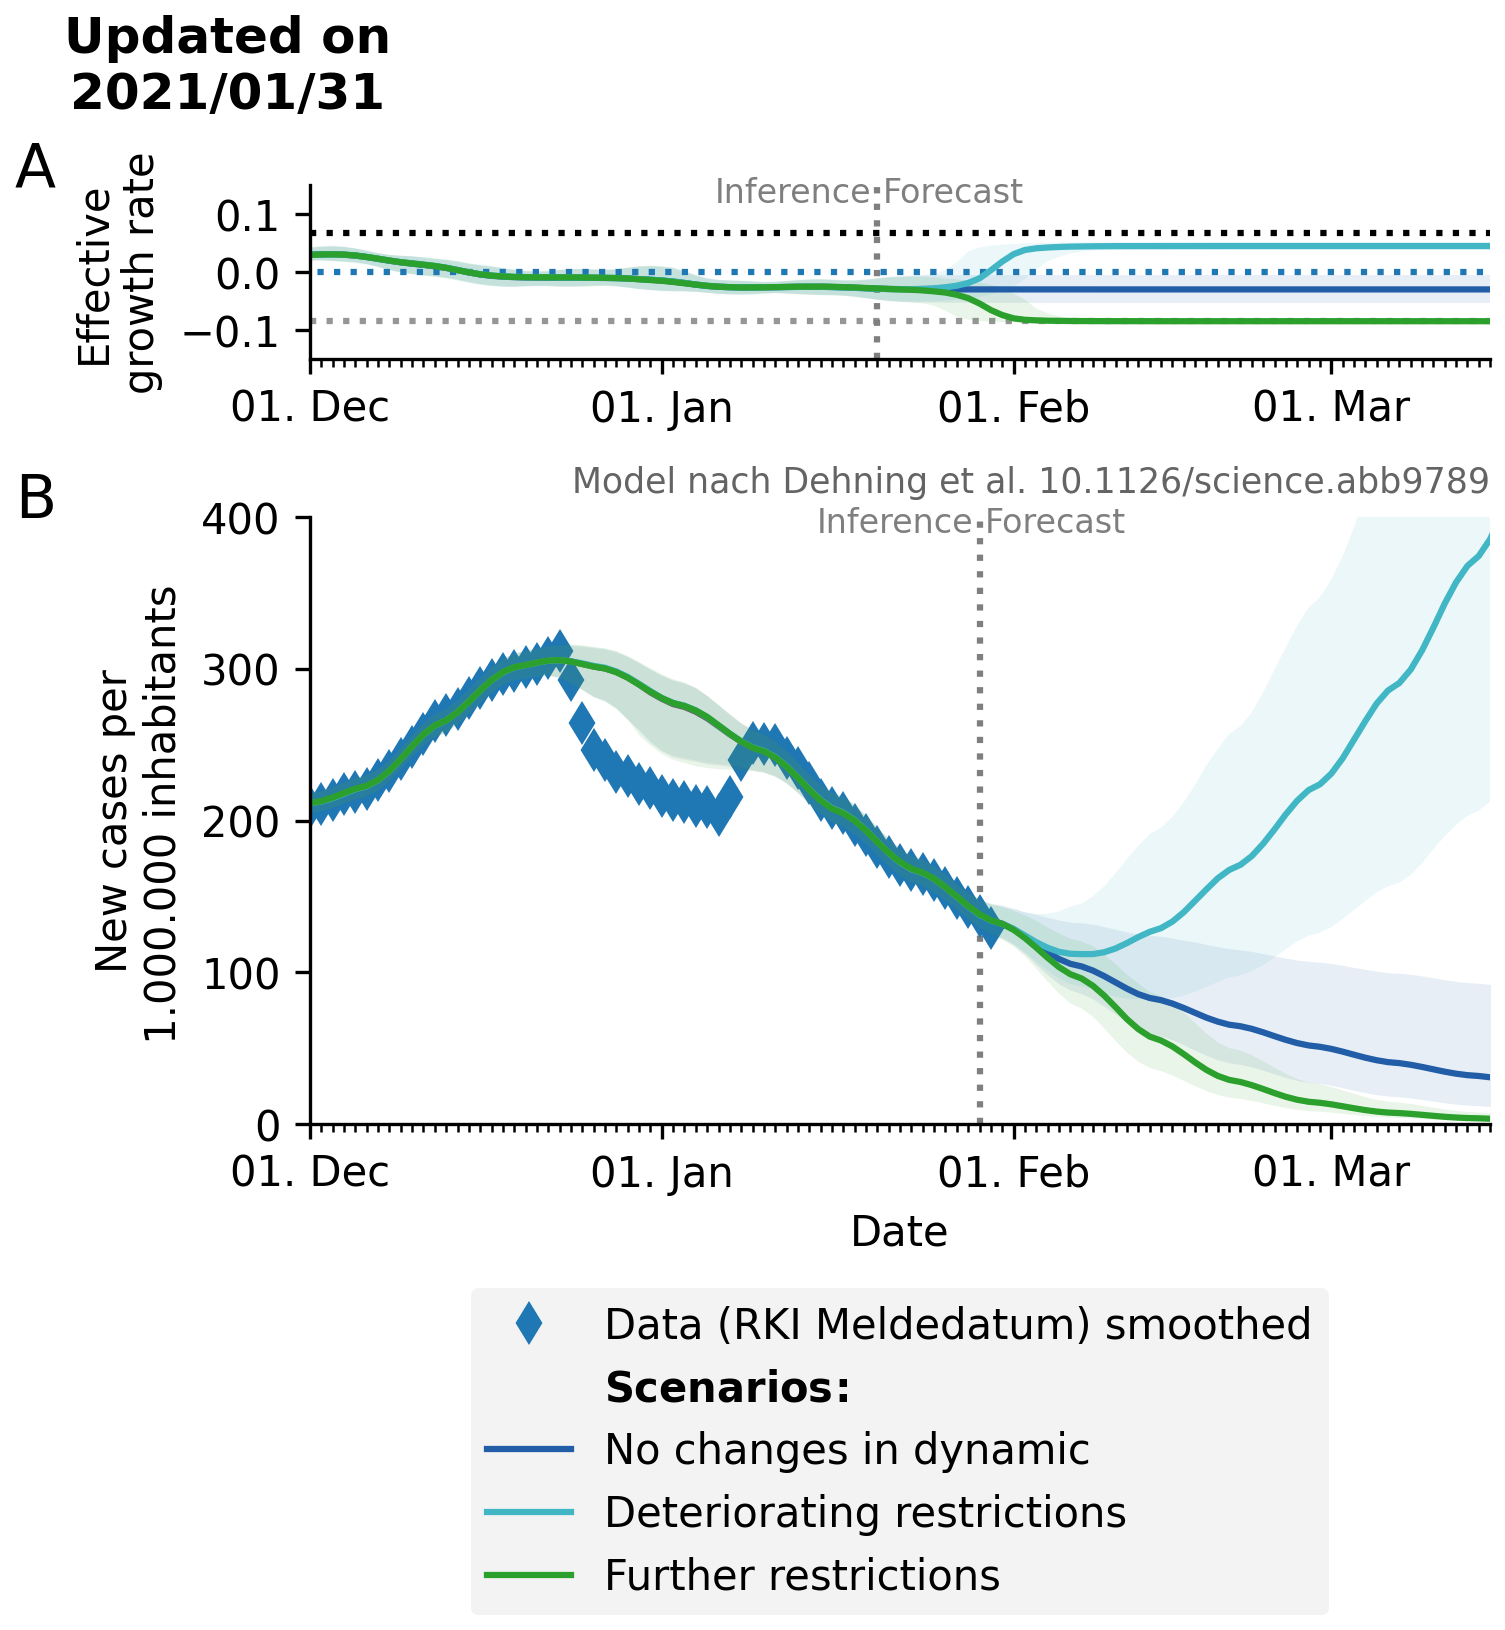 Updated on
2021/01/31
A
Effective
growth rate
Inference Forecast
0.1
0.0
−0.1
01. Dec 01. Jan 01. Feb 01. Mar
B
Model nach Dehning et al. 10.1126/science.abb9789
Inference Forecast
New cases per
1.000.000 inhabitants
400
300
200
100
0
01. Dec 01. Jan 01. Feb 01. Mar
Date
Data (RKI Meldedatum) smoothed
Scenarios:
No changes in dynamic
Deteriorating restrictions
Further restrictions